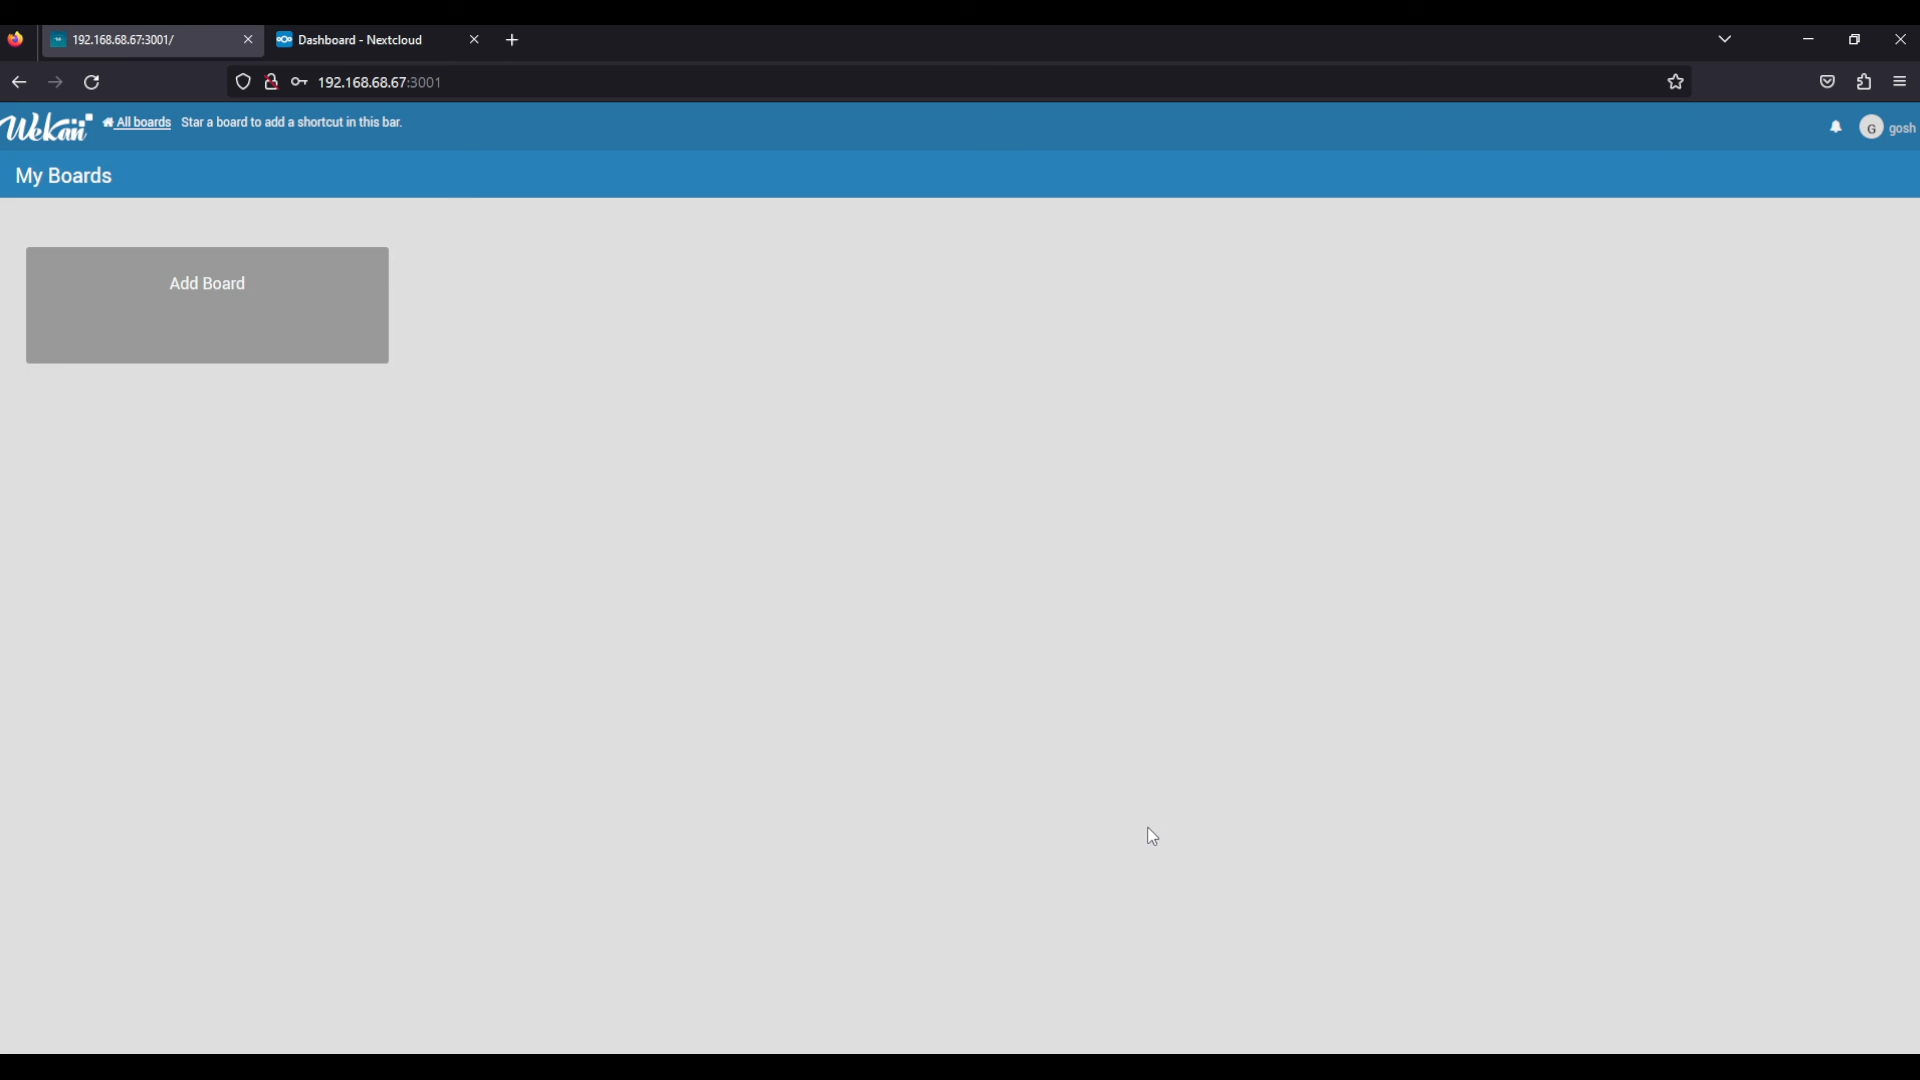 192.168.68.67:3001/
Dashboard - Nextcloud
192.168.68.67:3001
Wekan
All boards
Star a board to add a shortcut in this bar.
G
gosh
My Boards
Add Board